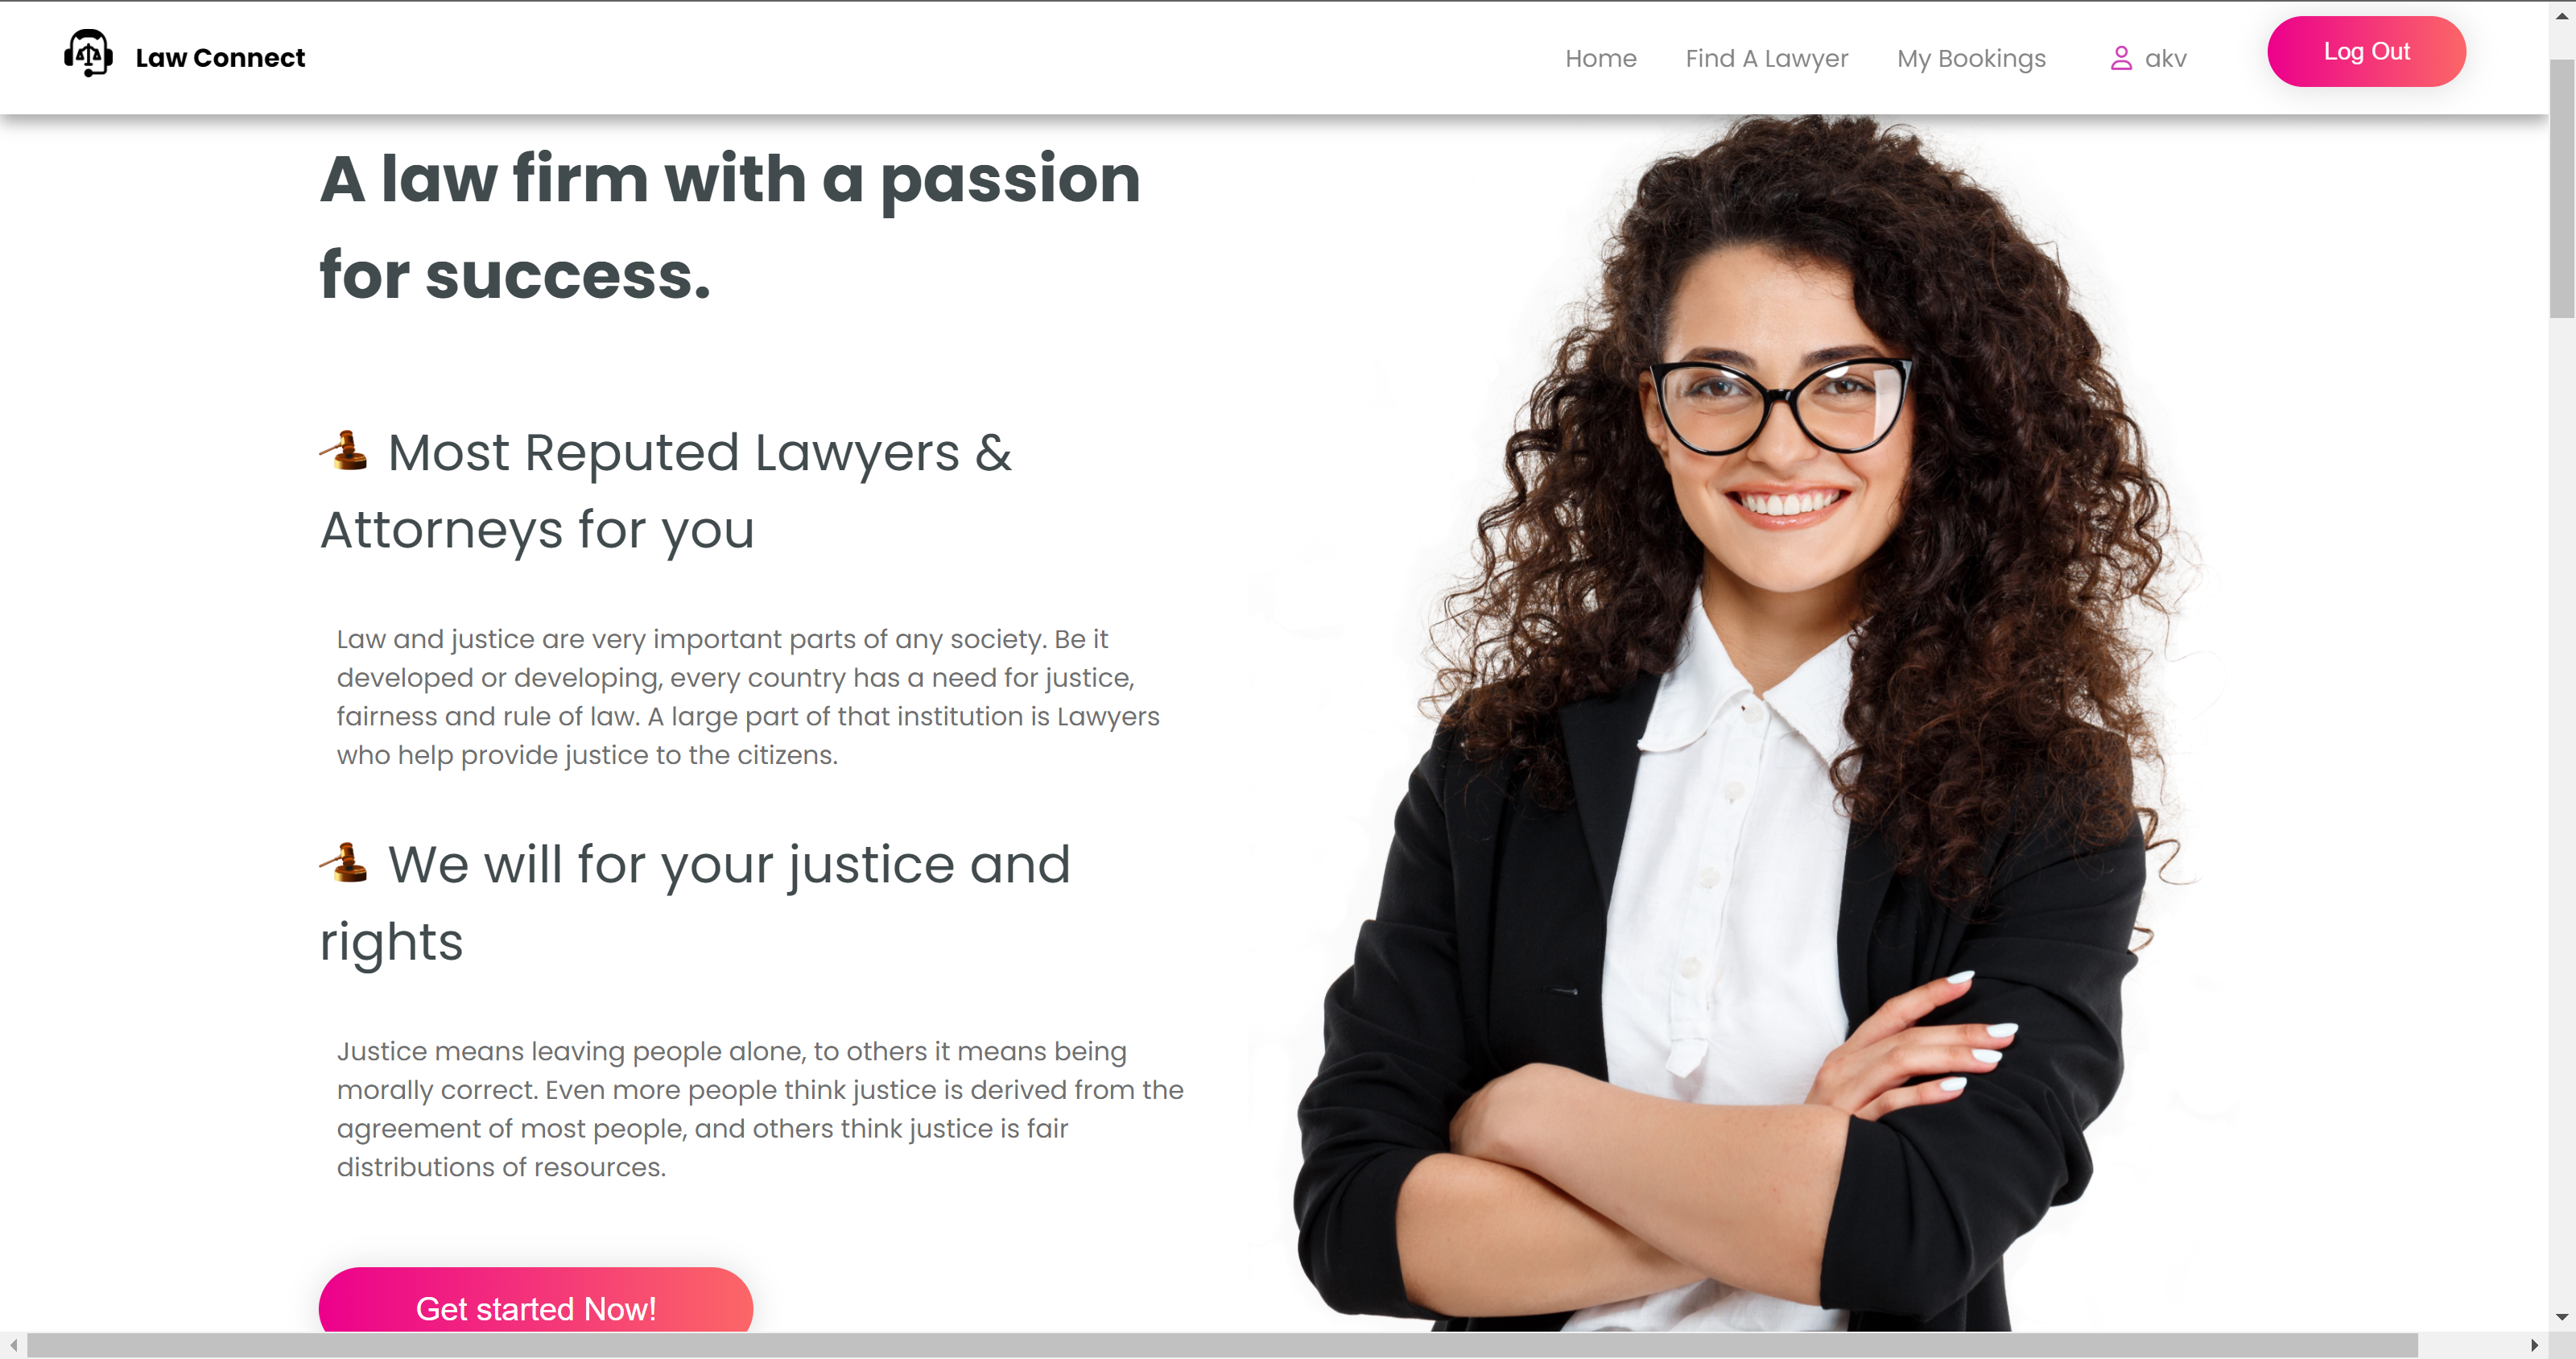 Law Connect
Home
Find A Lawyer
My Bookings
akv
Log Out
A law firm with a passion
for success.
Most Reputed Lawyers &
Attorneys for you
Law and justice are very important parts of any society. Be it
developed or developing, every country has a need for justice,
fairness and rule of law. A large part of that institution is Lawyers
who help provide justice to the citizens.
We will for your justice and
rights
Justice means leaving people alone, to others it means being
morally correct. Even more people think justice is derived from the
agreement of most people, and others think justice is fair
distributions of resources.
Get started Now!